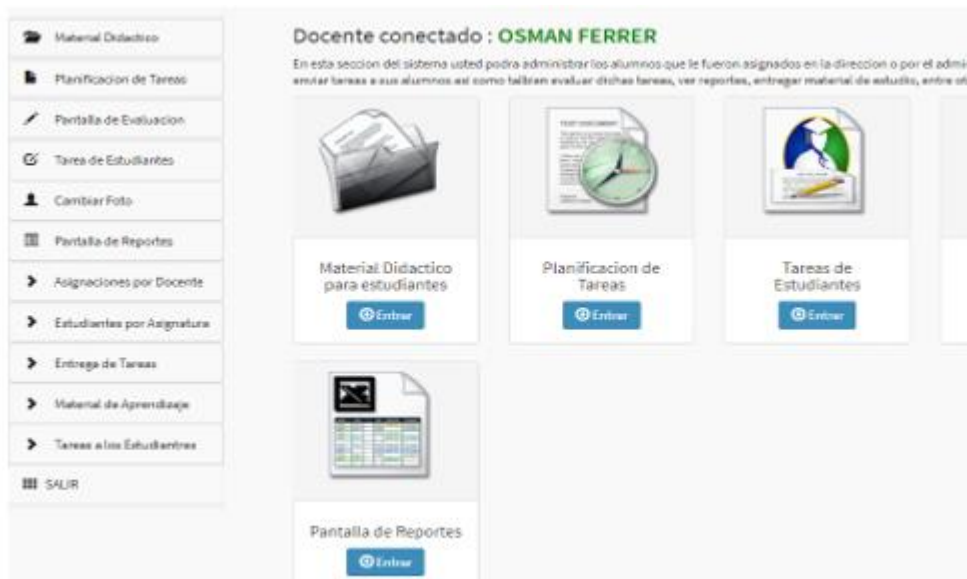 Material Didactico
Planificacion de Tareas
Pantalla de Evaluacion
Tarea de Estudiantes
Cambiar Foto
Pantalla de Reportes
Asignaciones por Docente
Estudiantes por Asignatura
Entrega de Tareas
Material de Aprendizaje
Tareas a los Estudiantres
SALIR
Docente conectado : OSMAN FERRER
En esta seccion del sistema usted podra administrar los alumnos que le fueron asignados en la direccion o por el admi
enviar tareas a sus alumnos asi como evaluar dichas tareas, ver reportes, entregar material de estudio, entre ot
Material Didactico
para estudiantes
Entrar
Planificacion de
Tareas
Entrar
Tareas de
Estudiantes
Entrar
Pantalla de Reportes
Entrar